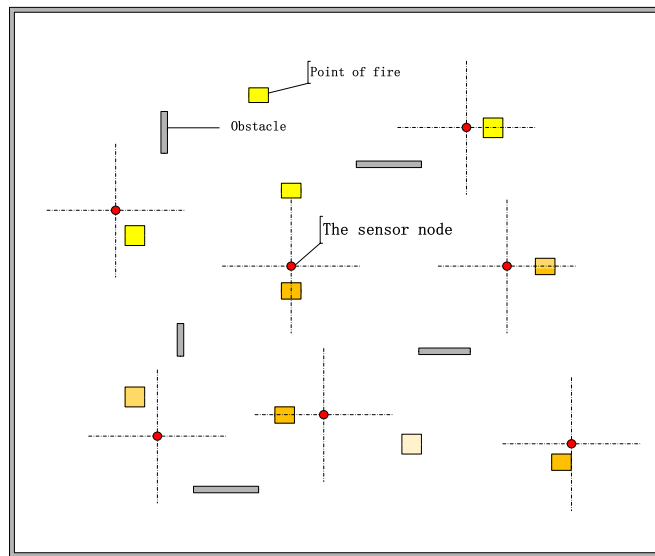 Point of fire
Obstacle
The sensor node